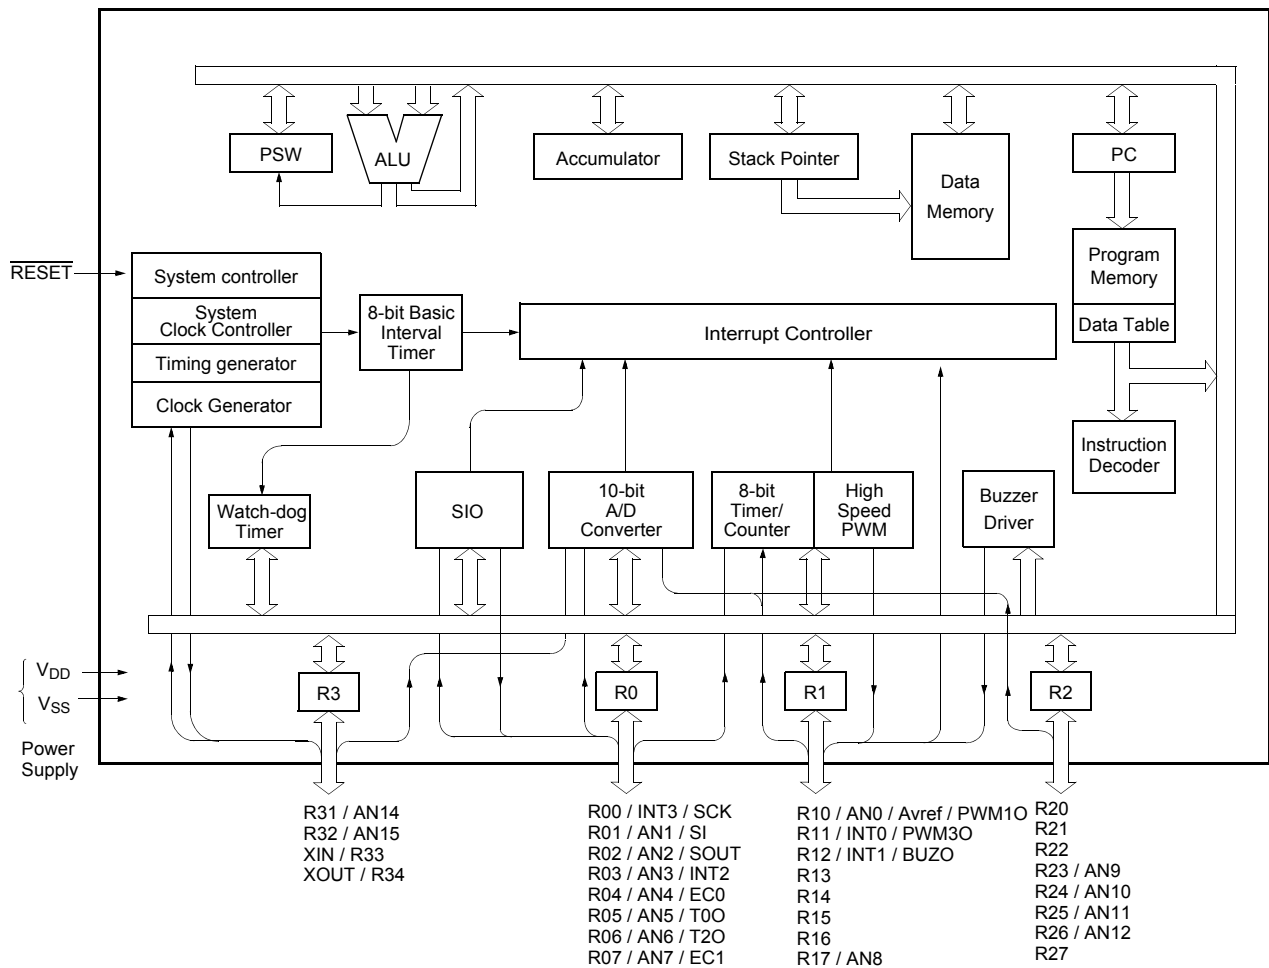 PSW
ALU
Accumulator
Stack Pointer
Data
Memory
PC
RESET
System controller
System
Clock Controller
Timing generator
Clock Generator
8-bit Basic
Interval
Timer
Interrupt Controller
Program
Memory
Data Table
Instruction
Decoder
Watch-dog
Timer
SIO
10-bit
A/D
Converter
8-bit
Timer/
Counter
High
Speed
PWM
Buzzer
Driver
VDD
VSS
Power
Supply
R3
R0
R1
R2
R31 / AN14
R32 / AN15
XIN / R33
XOUT / R34
R00 / INT3 / SCK
R01 / AN1 / SI
R02 / AN2 / SOUT
R03 / AN3 / INT2
R04 / AN4 / EC0
R05 / AN5 / T0O
R06 / AN6 / T2O
R07 / AN7 / EC1
R10 / AN0 / Avref / PWM1O
R11 / INT0 / PWM3O
R12 / INT1 / BUZO
R13
R14
R15
R16
R17 / AN8
R20
R21
R22
R23 / AN9
R24 / AN10
R25 / AN11
R26 / AN12
R27